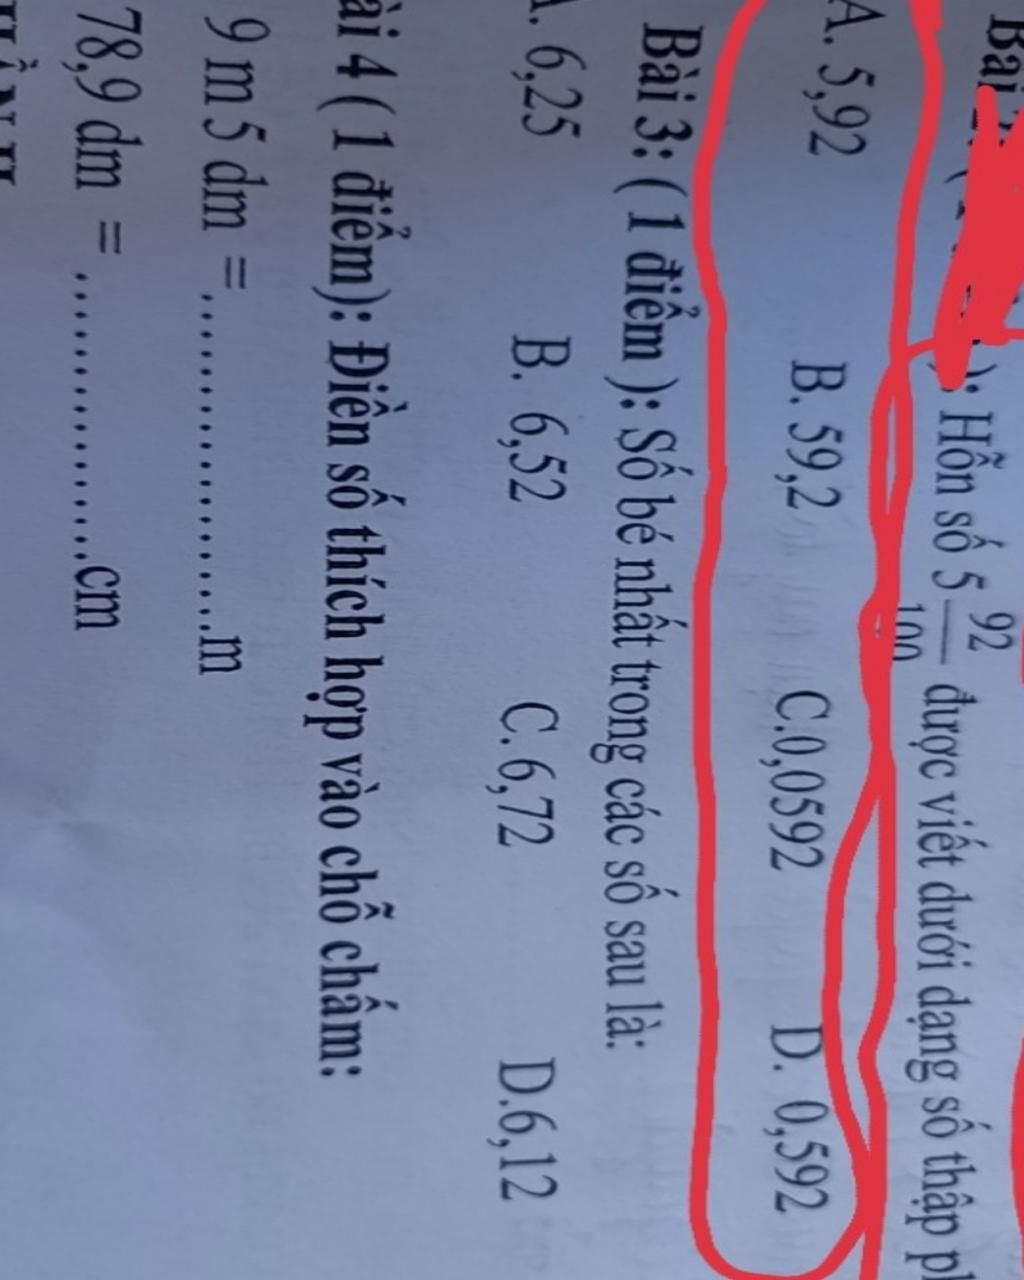 Hỗn số 5 92/100 được viết dưới dạng số thập
A. 5,92 B. 59,2 C.0,0592 D. 0,592
Bài 3: ( 1 điểm ): Số bé nhất trong các số sau là:
A. 6,25 B. 6,52 C.6,72 D.6,12
ài 4 ( 1 điểm): Điền số thích hợp vào chỗ chấm:
9 m 5 dm = ....................m
78,9 dm = ....................cm